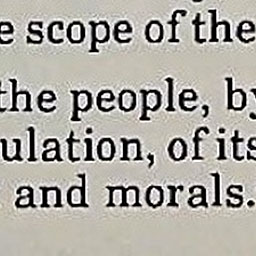 scope of the
the people, by
ulation, of its
and morals.